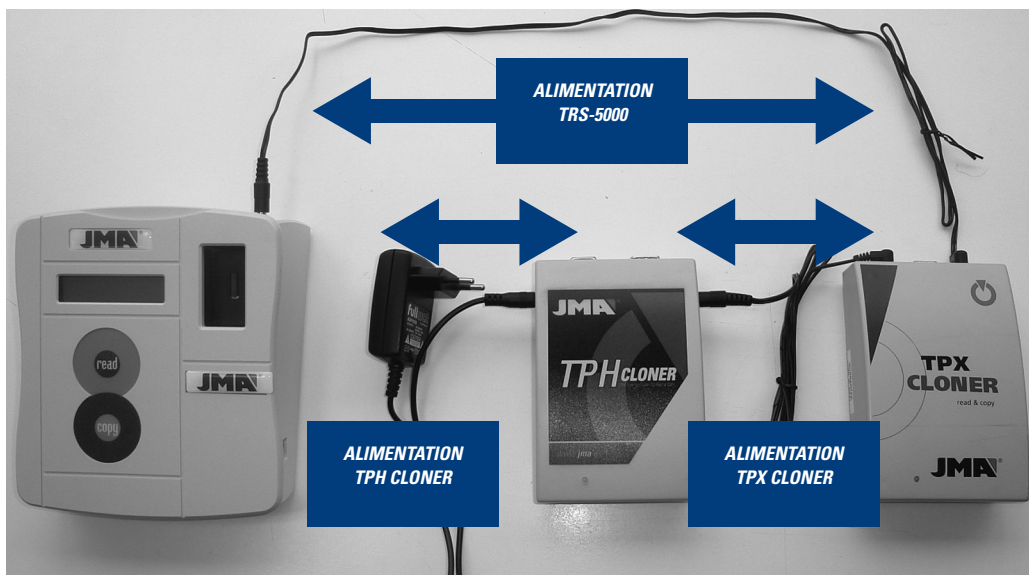 ALIMENTATION
TRS-5000
JMA
JMA
read
copy
JMA
TPH CLONER
JMA
TPX
CLONER
read & copy
JMA
ALIMENTATION
TPH CLONER
ALIMENTATION
TPX CLONER